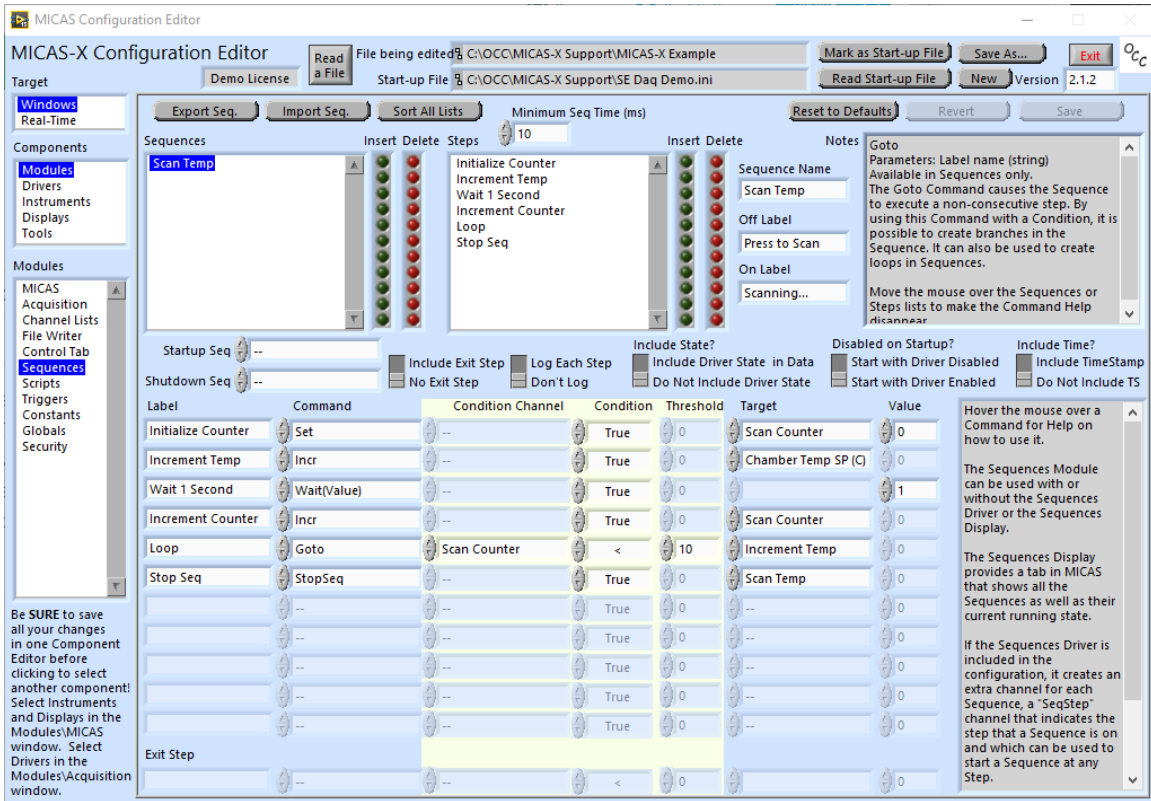 MICAS Configuration Editor
MICAS-X Configuration Editor
Demo License
Read
a File
File being edited
C:\OCC\MICAS-X Support\MICAS-X Example
Start-up File
C:\OCC\MICAS-X Support\SE Daq Demo.ini
Mark as Start-up File
Save As...
Exit
OCC
Read Start-up File
New
Version
2.1.2
Target
Windows
Real-Time
Components
Modules
Drivers
Instruments
Displays
Tools
Modules
MICAS
Acquisition
Channel Lists
File Writer
Control Tab
Sequences
Scripts
Triggers
Constants
Globals
Security
Be SURE to save
all your changes
in one Component
Editor before
clicking to select
another component!
Select Instruments
and Displays in the
Modules\MICAS
window. Select
Drivers in the
Modules\Acquisition
window.
Export Seq.
Import Seq.
Sort All Lists
Minimum Seq Time (ms)
10
Reset to Defaults
Revert
Save
Sequences
Insert Delete
Scan Temp
Steps
Insert Delete
Initialize Counter
Increment Temp
Wait 1 Second
Increment Counter
Loop
Stop Seq
Sequence Name
Scan Temp
Off Label
Press to Scan
On Label
Scanning...
Notes
Goto
Parameters: Label name (string)
Available in Sequences only.
The Goto Command causes the Sequence
to execute a non-consecutive step. By
using this Command with a Condition, it is
possible to create branches in the
Sequence. It can also be used to create
loops in Sequences.
Move the mouse over the Sequences or
Steps lists to make the Command Help
disappear
Startup Seq
--
Shutdown Seq
--
Include Exit Step
No Exit Step
Log Each Step
Don't Log
Include State?
Include Driver State in Data
Do Not Include Driver State
Disabled on Startup?
Start with Driver Disabled
Start with Driver Enabled
Include Time?
Include TimeStamp
Do Not Include TS
Label Command Condition Channel Condition Threshold Target Value
Initialize Counter Set -- True 0 Scan Counter 0
Increment Temp Incr -- True 0 Chamber Temp SP (C) 0
Wait 1 Second Wait(Value) -- True 0 1
Increment Counter Incr -- True 0 Scan Counter 0
Loop Goto Scan Counter < 10 Increment Temp 0
Stop Seq StopSeq -- True 0 Scan Temp 0
-- -- True 0 -- 0
-- -- True 0 -- 0
-- -- True 0 -- 0
-- -- True 0 -- 0
-- -- True 0 -- 0
Exit Step
-- -- < 0 -- 0
Hover the mouse over a
Command for Help on
how to use it.
The Sequences Module
can be used with or
without the Sequences
Driver or the Sequences
Display.
The Sequences Display
provides a tab in MICAS
that shows all the
Sequences as well as their
current running state.
If the Sequences Driver is
included in the
configuration, it creates an
extra channel for each
Sequence, a "SeqStep"
channel that indicates the
step that a Sequence is on
and which can be used to
start a Sequence at any
Step.